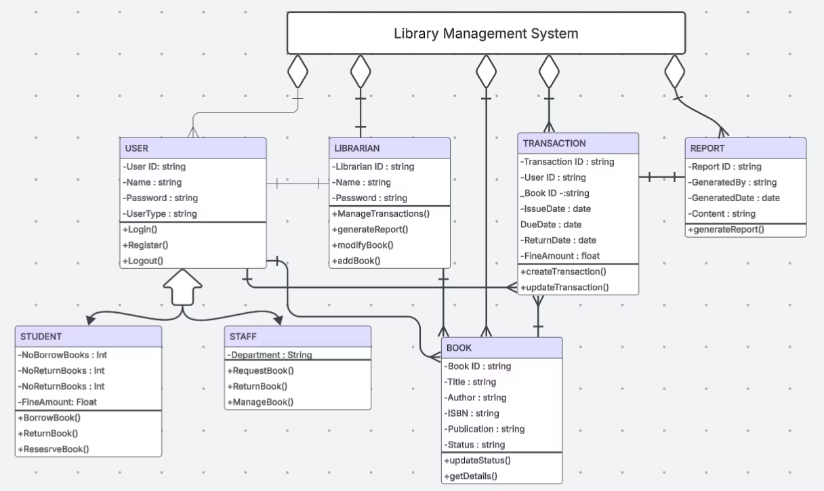 Library Management System
USER
-User ID: string
-Name : string
-Password : string
-UserType : string
+Login()
+Register()
+Logout()
LIBRARIAN
-Librarian ID : string
-Name : string
-Password : string
+ManageTransactions()
+generateReport()
+modifyBook()
+addBook()
TRANSACTION
-Transaction ID : string
-User ID : string
_Book ID -:string
-IssueDate : date
DueDate : date
-ReturnDate : date
-FineAmount : float
+createTransaction()
+updateTransaction()
REPORT
-Report ID : string
-GeneratedBy : string
-GeneratedDate : date
-Content : string
+generateReport()
STUDENT
-NoBorrowBooks : Int
-NoReturnBooks : Int
-NoReturnBooks : Int
-FineAmount: Float
+BorrowBook()
+ReturnBook()
+ResesrveBook()
STAFF
-Department : String
+RequestBook()
+ReturnBook()
+ManageBook()
BOOK
-Book ID : string
-Title : string
-Author : string
-ISBN : string
-Publication : string
-Status : string
+updateStatus()
+getDetails()